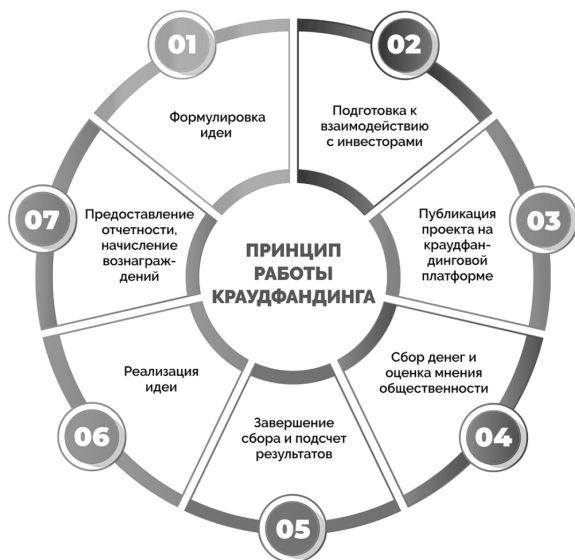 ПРИНЦИП
РАБОТЫ
КРАУДФАНДИНГА
01
Формулировка
идеи
02
Подготовка к
взаимодействию
с инвесторами
03
Публикация
проекта на
краудфан-
динговой
платформе
04
Сбор денег и
оценка мнения
общественности
05
Завершение
сбора и подсчет
результатов
06
Реализация
идеи
07
Предоставление
отчетности,
начисление
вознаграж-
дений